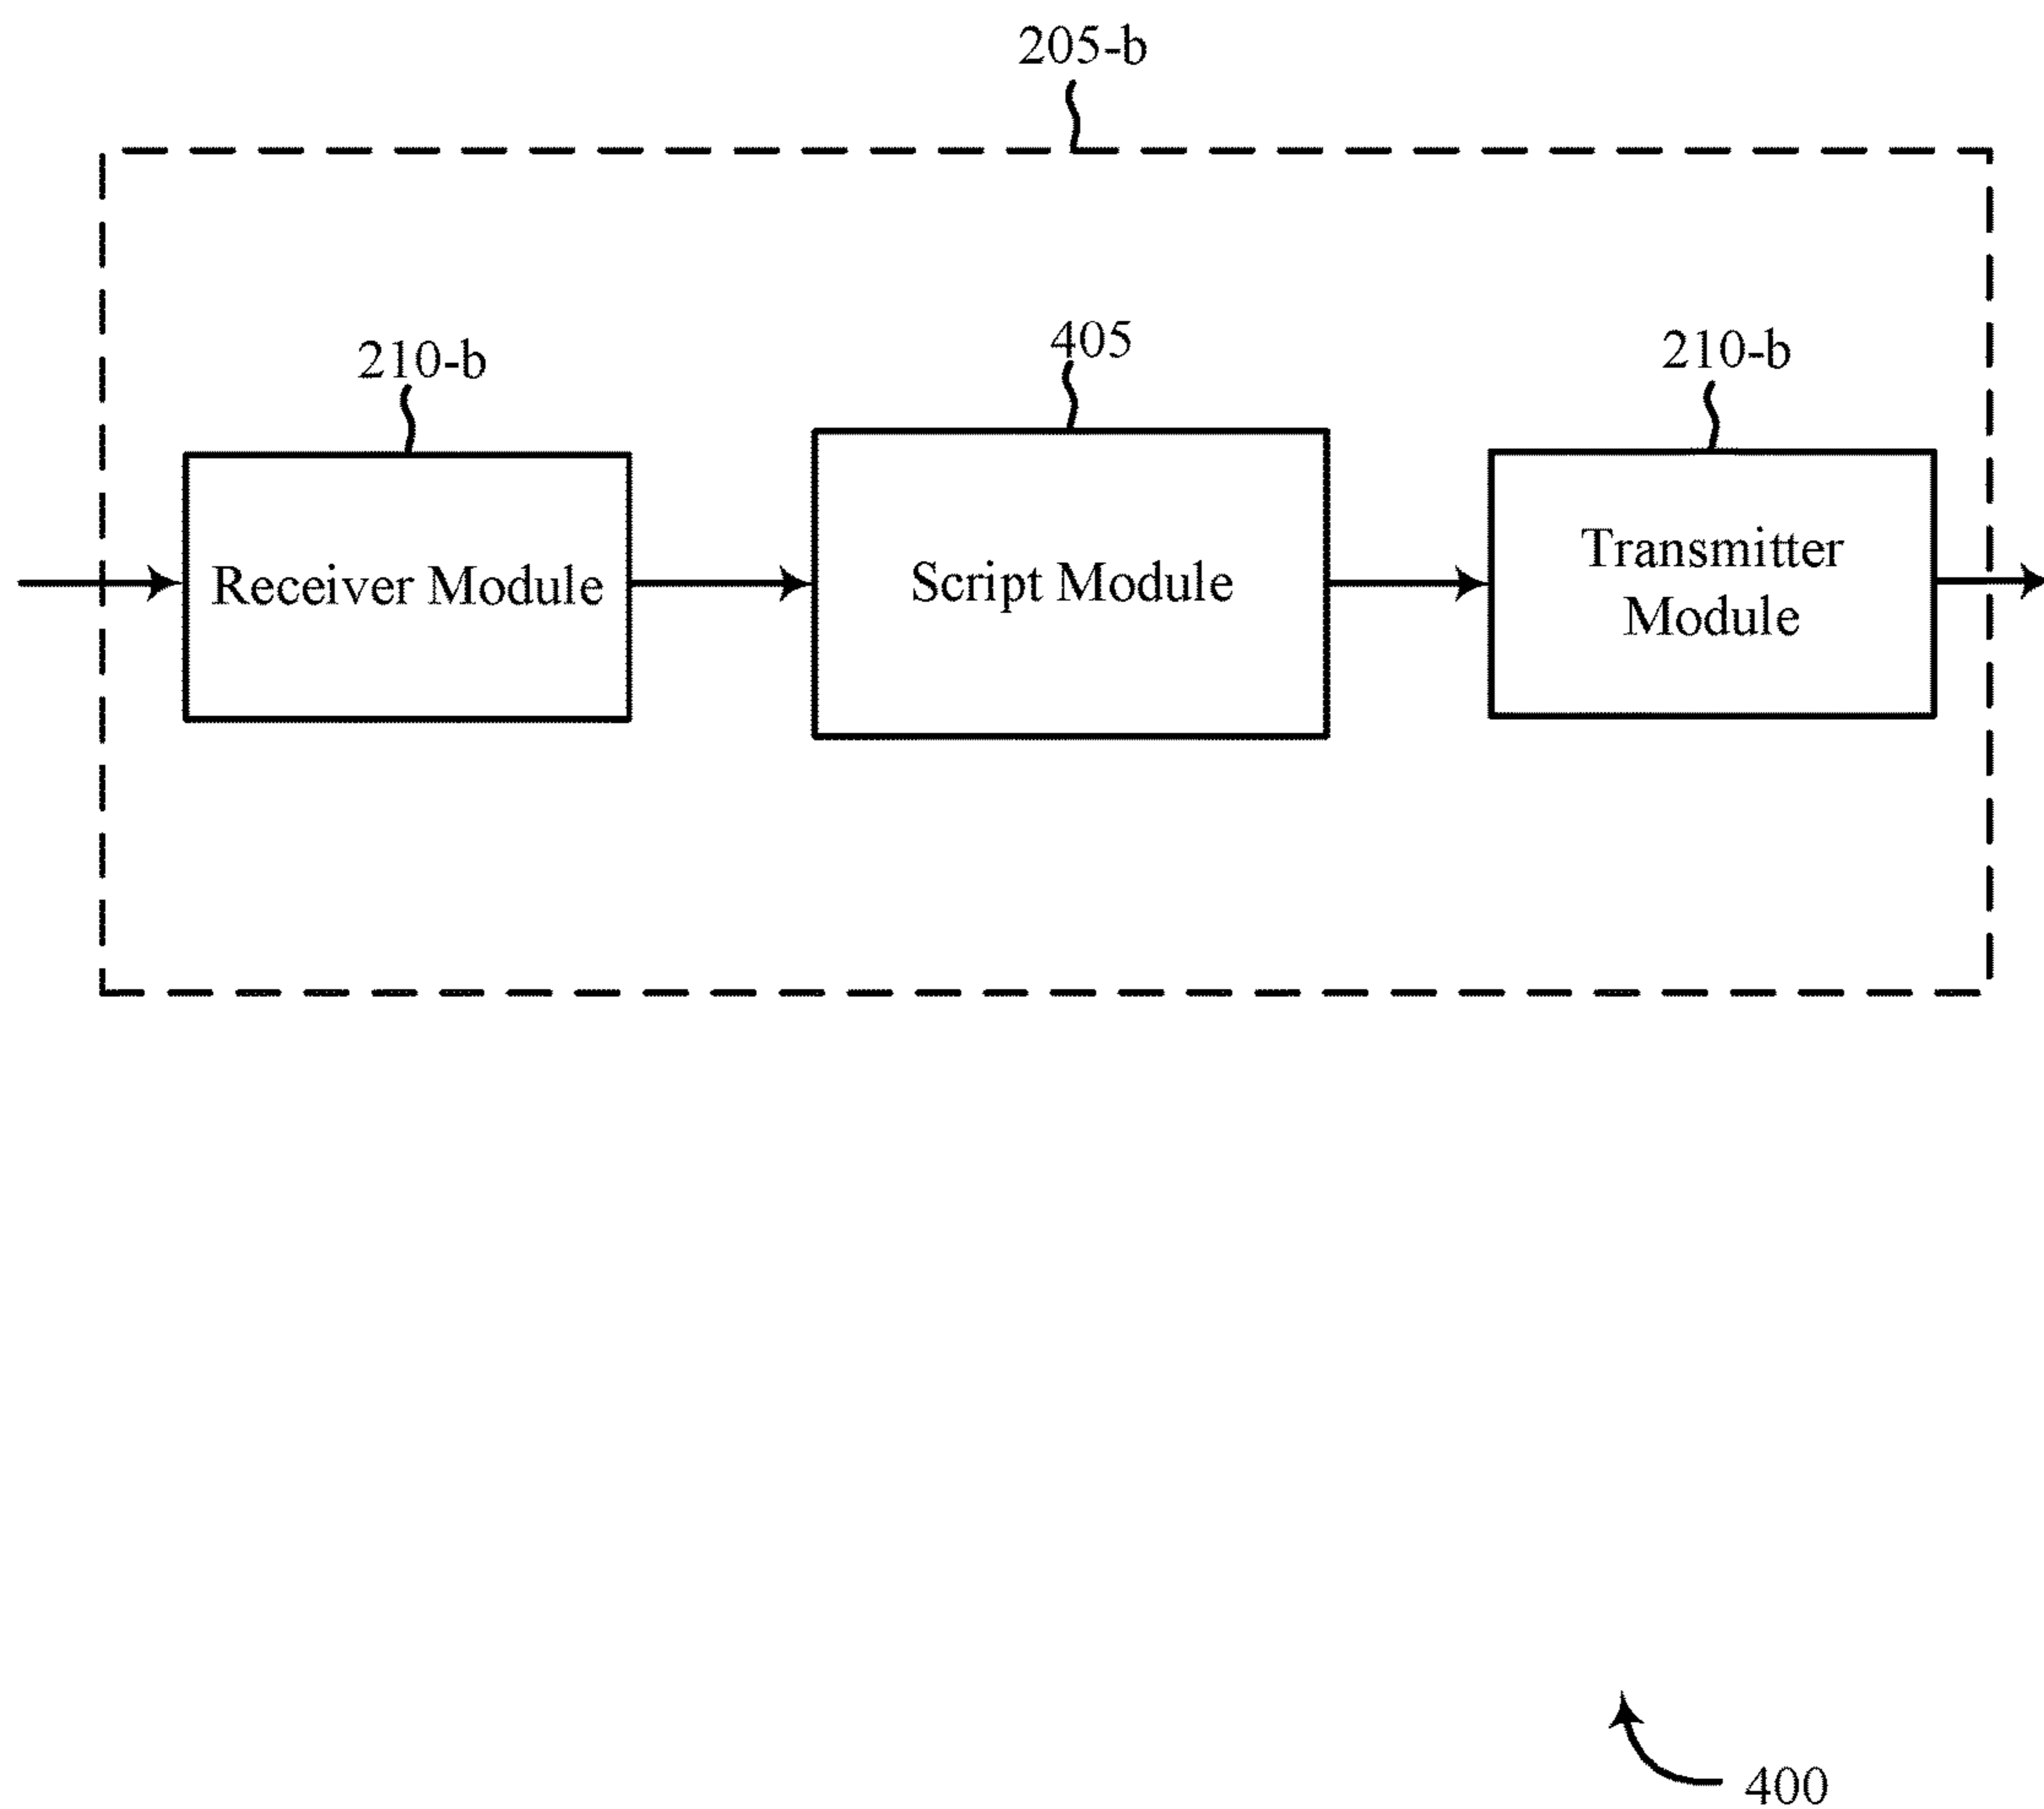 205-b
210-b
405
210-b
Receiver Module
Script Module
Transmitter
Module
400